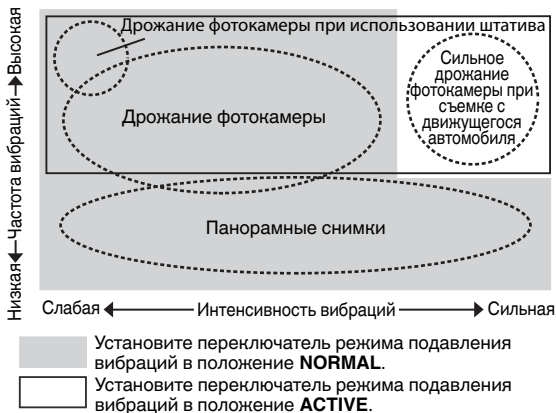 Дрожание фотокамеры при использовании штатива
Сильное
дрожание
фотокамеры при
съемке с
движущегося
автомобиля
Дрожание фотокамеры
Панорамные снимки
Низкая Частота вибраций Высокая
Слабая Интенсивность вибраций Сильная
Установите переключатель режима подавления
вибраций в положение NORMAL.
Установите переключатель режима подавления
вибраций в положение ACTIVE.